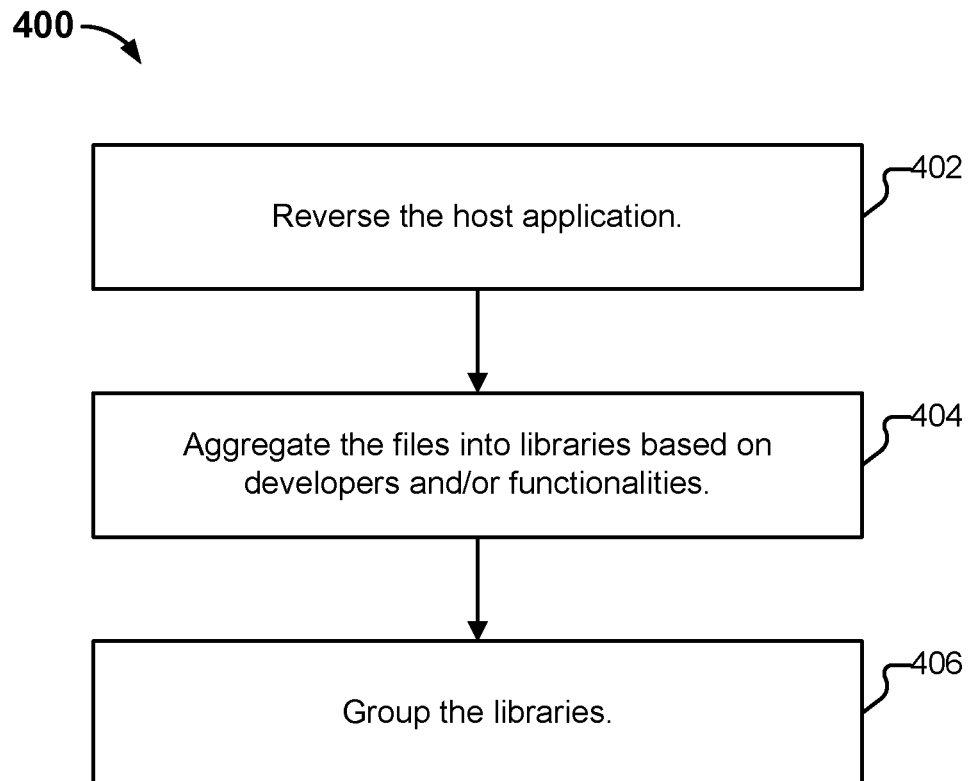 400
402
Reverse the host application.
404
Aggregate the files into libraries based on
developers and/or functionalities.
406
Group the libraries.